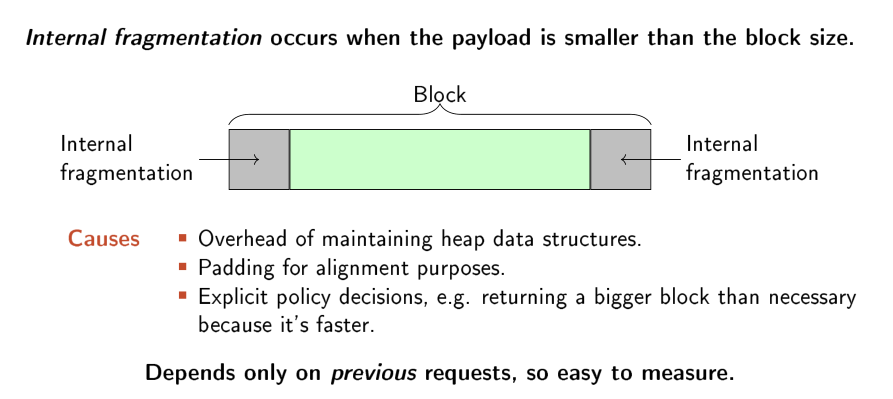 Internal fragmentation occurs when the payload is smaller than the block size.
Block
Internal
fragmentation
Internal
fragmentation
Causes
▪ Overhead of maintaining heap data structures.
▪ Padding for alignment purposes.
▪ Explicit policy decisions, e.g. returning a bigger block than necessary
because it's faster.
Depends only on previous requests, so easy to measure.